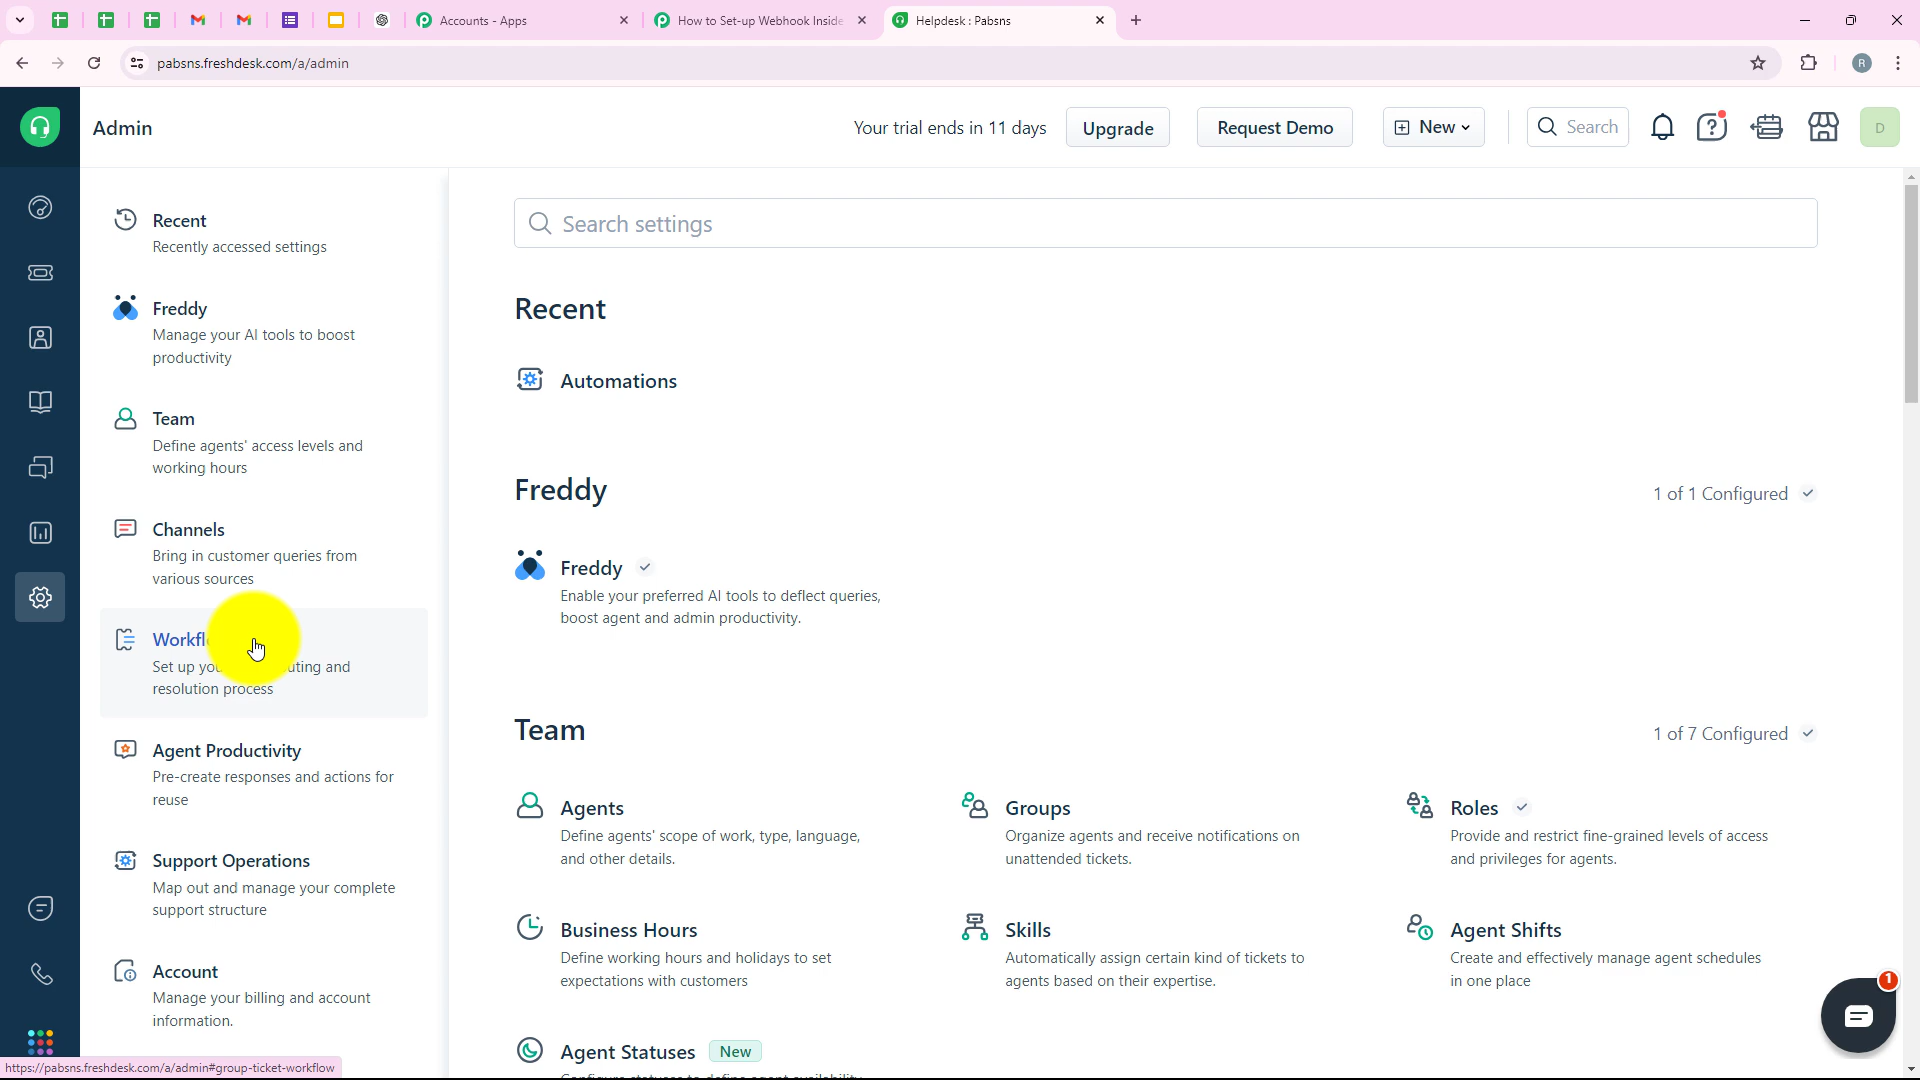 Accounts - Apps
How to Set-up Webhook Inside
Helpdesk : Pabsns
pabsns.freshdesk.com/a/admin
R
Admin
Your trial ends in 11 days
Upgrade
Request Demo
New
Search
D
Recent
Recently accessed settings
Freddy
Manage your AI tools to boost
productivity
Team
Define agents' access levels and
working hours
Channels
Bring in customer queries from
various sources
Set up and
resolution process
Agent Productivity
Pre-create responses and actions for
reuse
Support Operations
Map out and manage your complete
support structure
Account
Manage your billing and account
information.
Search settings
Recent
Automations
Freddy
1 of 1 Configured
Freddy
Enable your preferred AI tools to deflect queries,
boost agent and admin productivity.
Team
1 of 7 Configured
Agents
Define agents' scope of work, type, language,
and other details.
Groups
Organize agents and receive notifications on
unattended tickets.
Roles
Provide and restrict fine-grained levels of access
and privileges for agents.
Business Hours
Define working hours and holidays to set
expectations with customers
Skills
Automatically assign certain kind of tickets to
agents based on their expertise.
Agent Shifts
Create and effectively manage agent schedules
in one place
Agent Statuses New
1
https://pabsns.freshdesk.com/a/admin#group-ticket-workflow